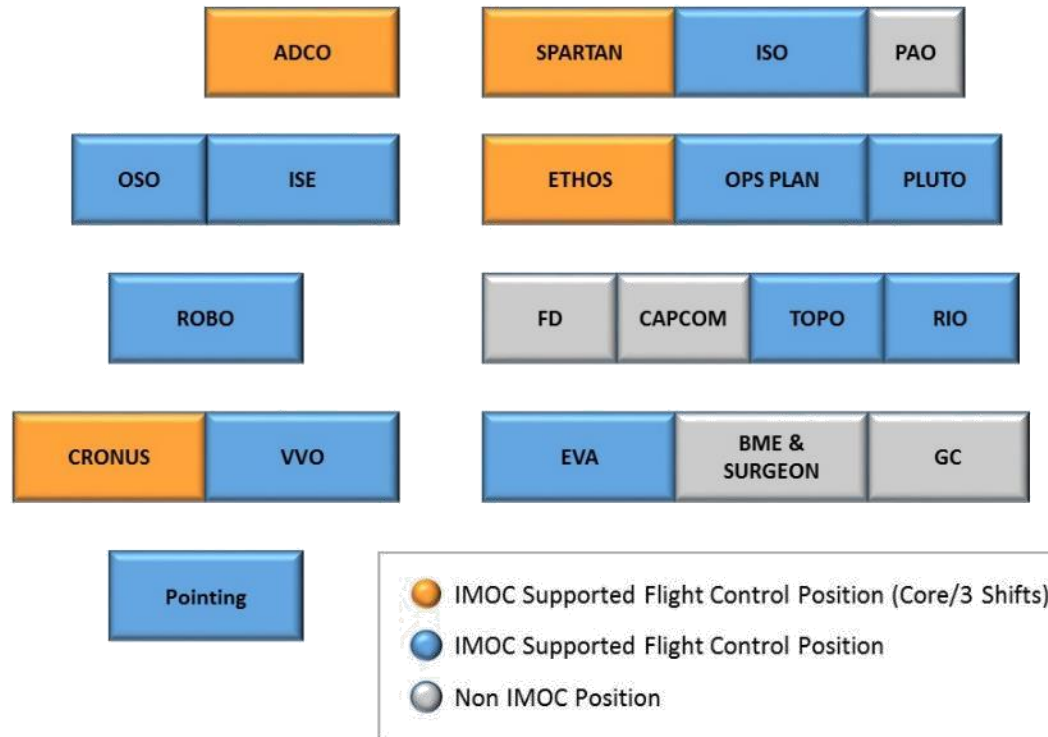 ADCO
SPARTAN
ISO
PAO
OSO
ISE
ETHOS
OPS PLAN
PLUTO
ROBO
FD
CAPCOM
TOPO
RIO
CRONUS
VVO
EVA
BME &
SURGEON
GC
Pointing
IMOC Supported Flight Control Position (Core/3 Shifts)
IMOC Supported Flight Control Position
Non IMOC Position